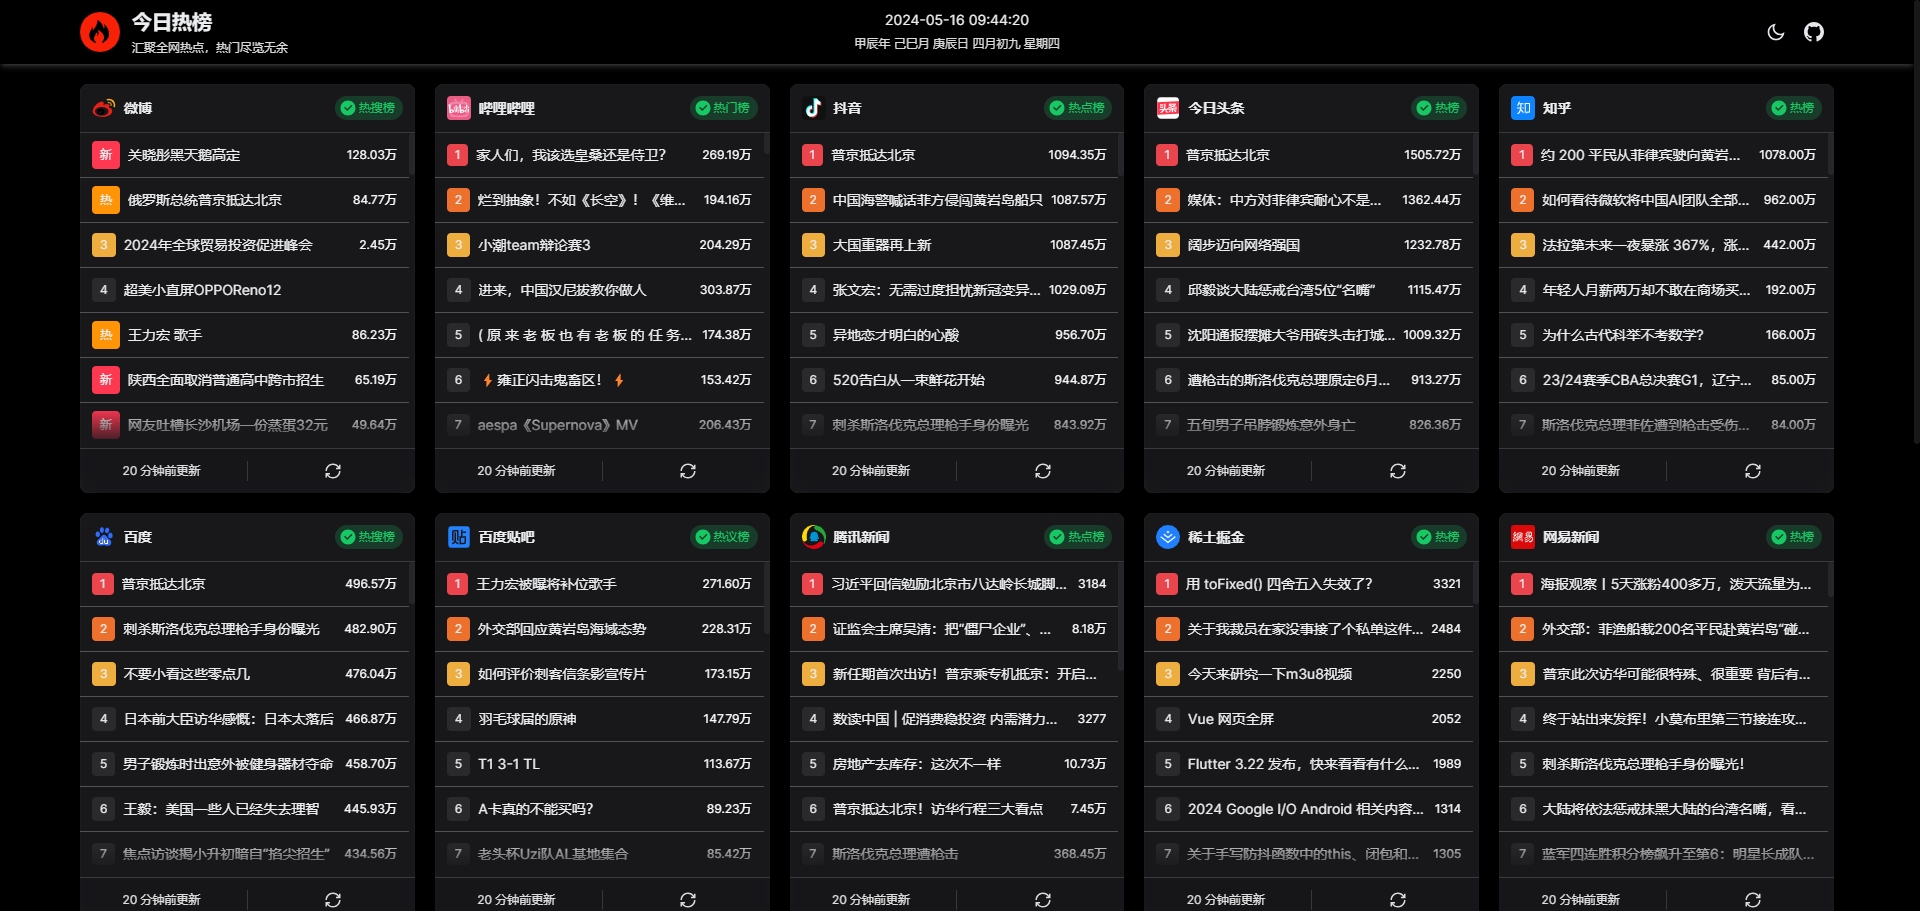 今日热榜
汇聚全网热点，热门尽览无余
2024-05-16 09:44:20
甲辰年 己巳月 庚辰日 四月初九 星期四
微博
热搜榜
新 关晓彤黑天鹅高定 128.03万
热 俄罗斯总统普京抵达北京 84.77万
3 2024年全球贸易投资促进峰会 2.45万
4 超美小直屏OPPOReno12
热 王力宏 歌手 86.23万
新 陕西全面取消普通高中跨市招生 65.19万
新 网友吐槽长沙机场一份蒸蛋32元 49.64万
20 分钟前更新
哔哩哔哩
热门榜
1 家人们，我该选皇桑还是侍卫？ 269.19万
2 烂到抽象！不如《长空》！《维... 194.16万
3 小潮team辩论赛3 204.29万
4 进来，中国汉尼拔教你做人 303.87万
5 ( 原 来 老 板 也 有 老 板 的 任 务... 174.38万
6 ⚡雍正闪击鬼畜区！⚡ 153.42万
7 aespa《Supernova》MV 206.43万
20 分钟前更新
抖音
热点榜
1 普京抵达北京 1094.35万
2 中国海警喊话菲方侵闯黄岩岛船只 1087.57万
3 大国重器再上新 1087.45万
4 张文宏：无需过度担忧新冠变异... 1029.09万
5 异地恋才明白的心酸 956.70万
6 520告白从一束鲜花开始 944.87万
7 刺杀斯洛伐克总理枪手身份曝光 843.92万
20 分钟前更新
头条
今日头条
热榜
1 普京抵达北京 1505.72万
2 媒体：中方对菲律宾耐心不是... 1362.44万
3 阔步迈向网络强国 1232.78万
4 邱毅谈大陆惩戒台湾5位“名嘴” 1115.47万
5 沈阳通报摆摊大爷用砖头击打城... 1009.32万
6 遭枪击的斯洛伐克总理原定6月... 913.27万
7 五旬男子吊脖锻炼意外身亡 826.36万
20 分钟前更新
知
知乎
热榜
1 约 200 平民从菲律宾驶向黄岩... 1078.00万
2 如何看待微软将中国AI团队全部... 962.00万
3 法拉第未来一夜暴涨 367%，涨... 442.00万
4 年轻人月薪两万却不敢在商场买... 192.00万
5 为什么古代科举不考数学？ 166.00万
6 23/24赛季CBA总决赛G1，辽宁... 85.00万
7 斯洛伐克总理菲佐遭到枪击受伤... 84.00万
20 分钟前更新
du
百度
热搜榜
1 普京抵达北京 496.57万
2 刺杀斯洛伐克总理枪手身份曝光 482.90万
3 不要小看这些零点几 476.04万
4 日本前大臣访华感慨：日本太落后 466.87万
5 男子锻炼时出意外被健身器材夺命 458.70万
6 王毅：美国一些人已经失去理智 445.93万
7 焦点访谈揭小升初暗自“掐尖招生” 434.56万
20 分钟前更新
贴
百度贴吧
热议榜
1 王力宏被曝将补位歌手 271.60万
2 外交部回应黄岩岛海域态势 228.31万
3 如何评价刺客信条影宣传片 173.15万
4 羽毛球届的原神 147.79万
5 T1 3-1 TL 113.67万
6 A卡真的不能买吗？ 89.23万
7 老头杯Uzi队AL基地集合 85.42万
20 分钟前更新
腾讯新闻
热点榜
1 习近平回信勉励北京市八达岭长城脚... 3184
2 证监会主席吴清：把“僵尸企业”、... 8.18万
3 新任期首次出访！普京乘专机抵京：开启...
4 数读中国 | 促消费稳投资 内需潜力... 3277
5 房地产去库存：这次不一样 10.73万
6 普京抵达北京！访华行程三大看点 7.45万
7 斯洛伐克总理遭枪击 368.45万
20 分钟前更新
稀土掘金
热榜
1 用 toFixed() 四舍五入失效了？ 3321
2 关于我裁员在家没事接了个私单这件... 2484
3 今天来研究一下m3u8视频 2250
4 Vue 网页全屏 2052
5 Flutter 3.22 发布，快来看看有什么... 1989
6 2024 Google I/O Android 相关内容... 1314
7 关于手写防抖函数中的this、闭包和... 1305
20 分钟前更新
網易
网易新闻
热榜
1 海报观察丨5天涨粉400多万，泼天流量为...
2 外交部：菲渔船载200名平民赴黄岩岛“碰...
3 普京此次访华可能很特殊、很重要 背后有...
4 终于站出来发挥！小莫布里第三节接连攻...
5 刺杀斯洛伐克总理枪手身份曝光！
6 大陆将依法惩戒抹黑大陆的台湾名嘴，看...
7 蓝军四连胜积分榜飙升至第6：明星长成队...
20 分钟前更新